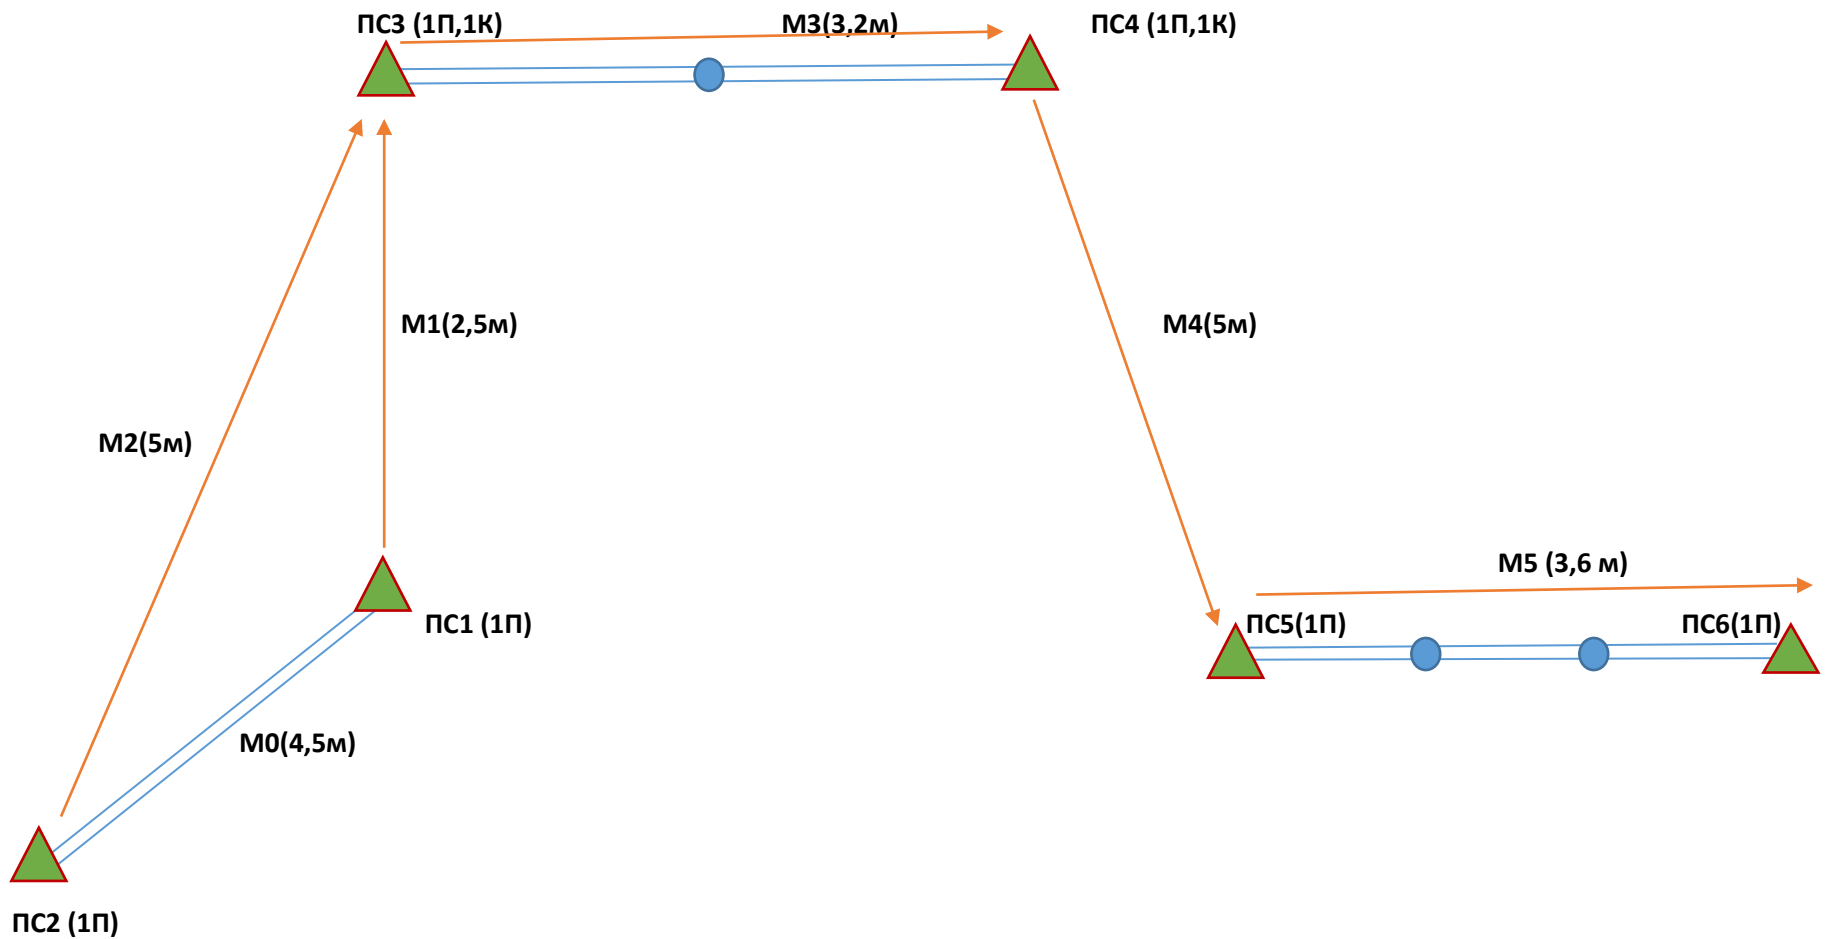 ПС3 (1П,1К)
М3(3,2м)
ПС4 (1П,1К)
М1(2,5м)
М4(5м)
М2(5м)
М5 (3,6 м)
ПС1 (1П)
ПС5(1П)
ПС6(1П)
М0(4,5м)
ПС2 (1П)